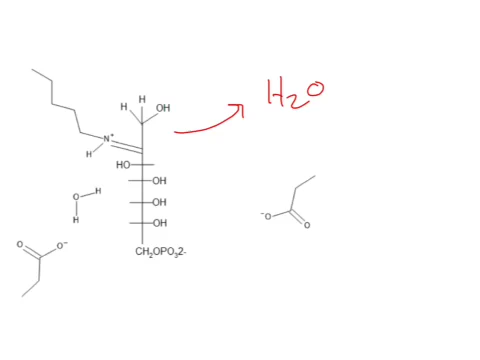 H₂O
H H OH
N⁺
H
HO
OH
O H
H
OH
OH
⁻O O
O O⁻
CH₂OPO₃2-